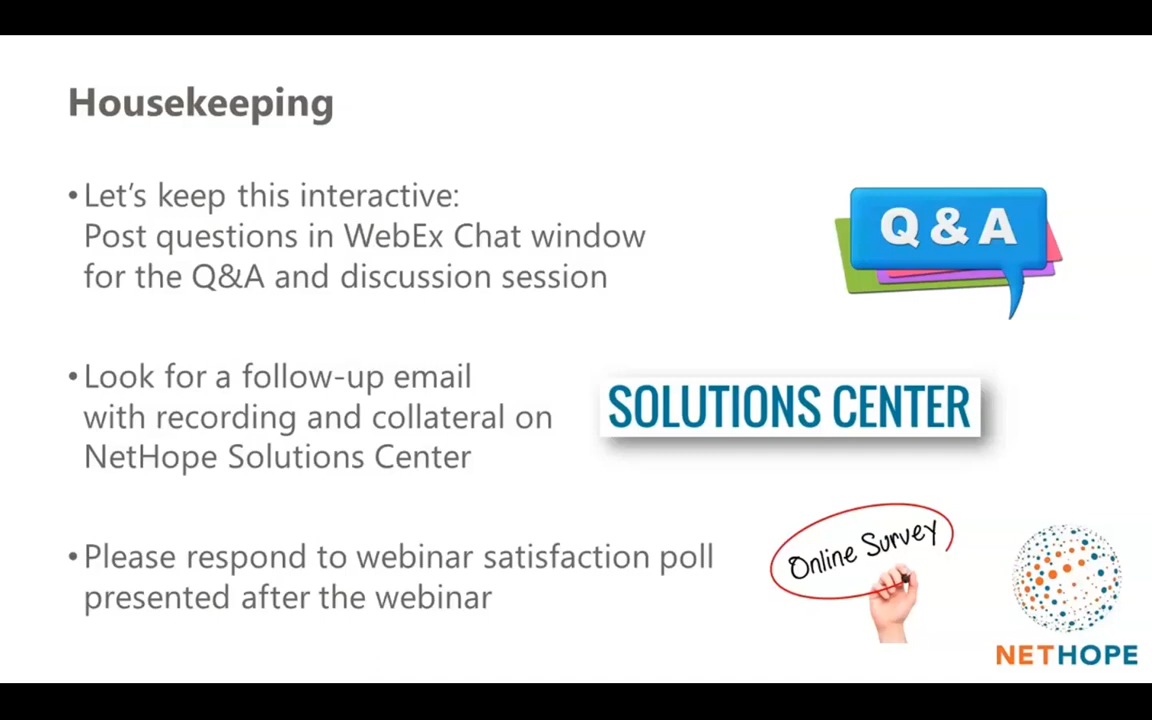 Housekeeping
•Let’s keep this interactive:
Post questions in WebEx Chat window
for the Q&A and discussion session
Q & A
•Look for a follow-up email
with recording and collateral on
NetHope Solutions Center
SOLUTIONS CENTER
•Please respond to webinar satisfaction poll
presented after the webinar
Online Survey
NETHOPE